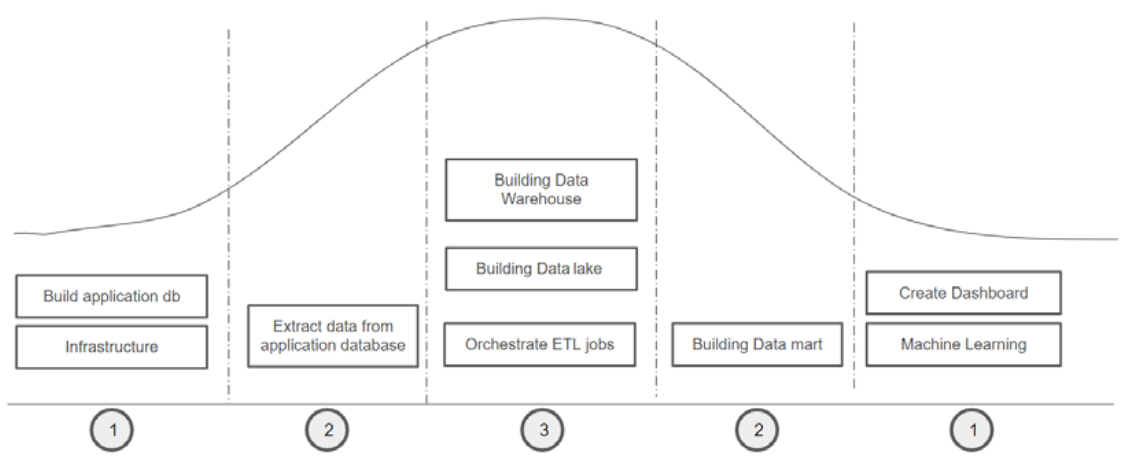 Building Data
Warehouse
Building Data lake
Build application db
Infrastructure
Extract data from
application database
Orchestrate ETL jobs
Building Data mart
Create Dashboard
Machine Learning
1
2
3
2
1